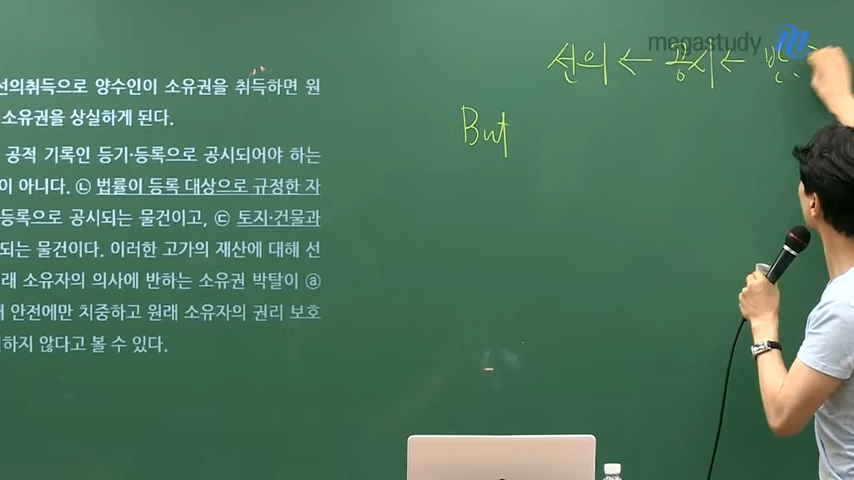 megastudy
선의 ← 공시 ←
But
선의취득으로 양수인이 소유권을 취득하면 원
소유권을 상실하게 된다.
공적 기록인 등기·등록으로 공시되어야 하는
이 아니다. ㉡ 법률이 등록 대상으로 규정한 자
등록으로 공시되는 물건이고, ㉢ 토지·건물과
되는 물건이다. 이러한 고가의 재산에 대해 선
래 소유자의 의사에 반하는 소유권 박탈이 ⓐ
안전에만 치중하고 원래 소유자의 권리 보호
하지 않다고 볼 수 있다.